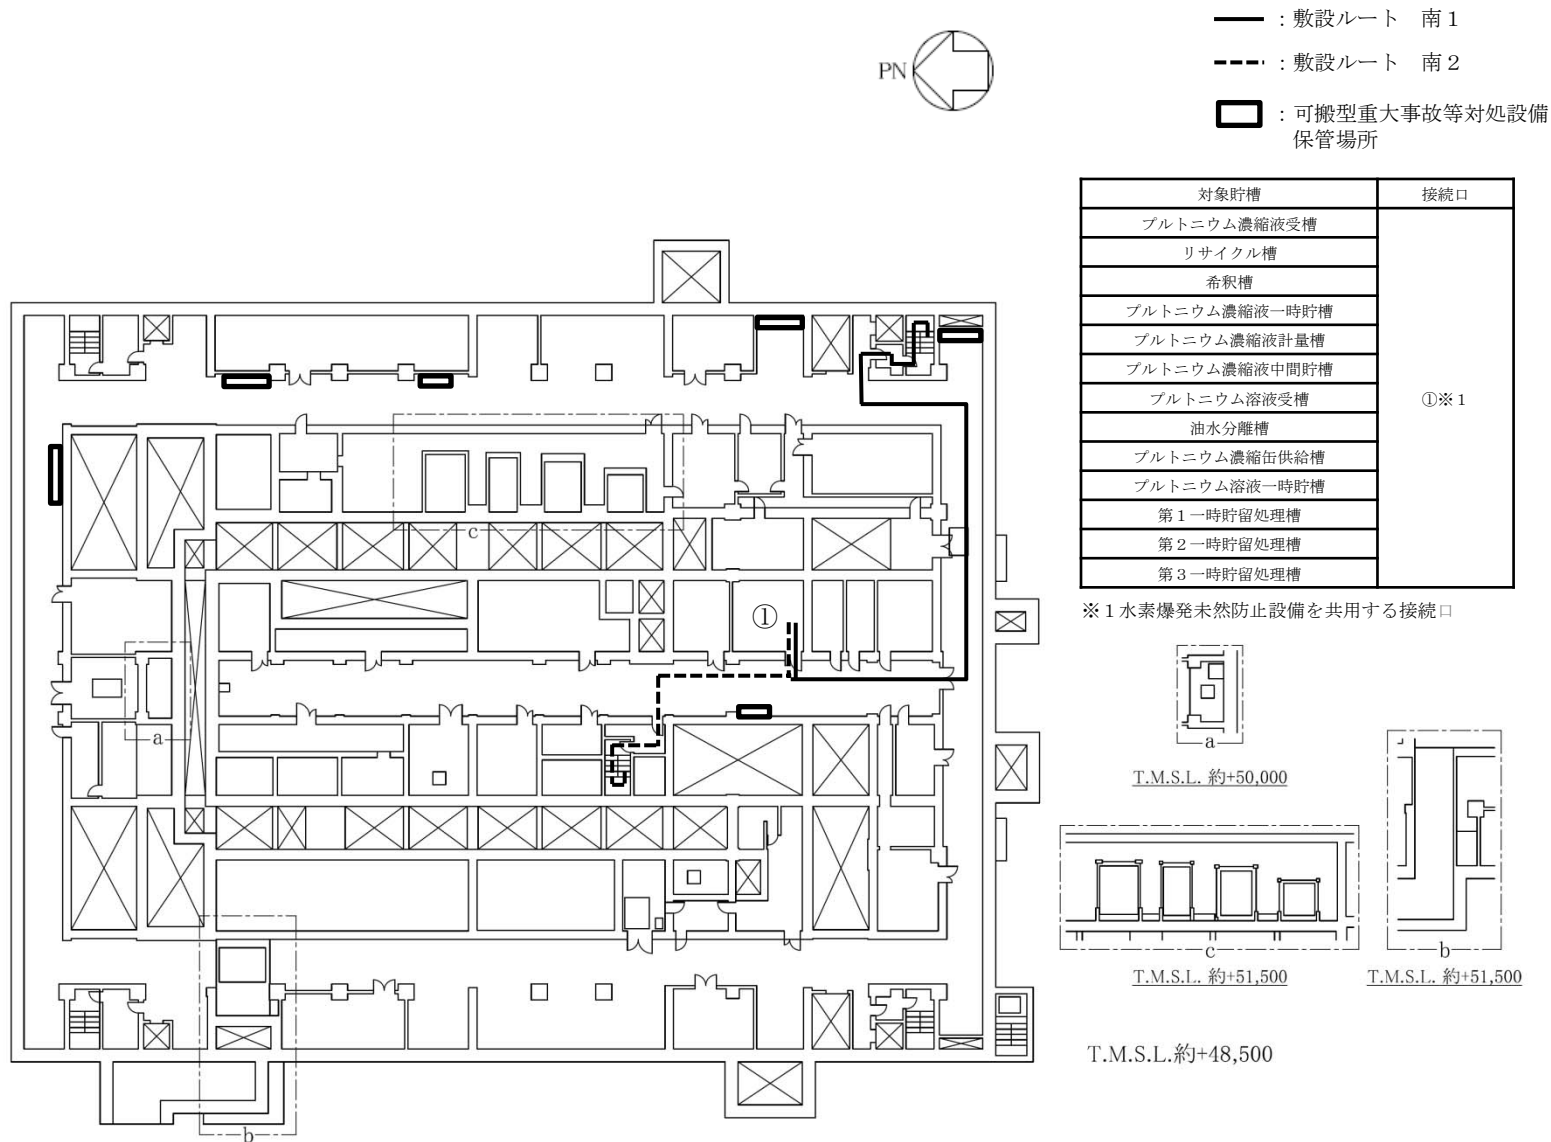 ：敷設ルート　南１
：敷設ルート　南２
：可搬型重大事故等対処設備
保管場所
PN
対象貯槽　接続口
プルトニウム濃縮液受槽
リサイクル槽
希釈槽
プルトニウム濃縮液一時貯槽
プルトニウム濃縮液計量槽
プルトニウム濃縮液中間貯槽
プルトニウム溶液受槽　①※１
油水分離槽
プルトニウム濃縮缶供給槽
プルトニウム溶液一時貯槽
第１一時貯留処理槽
第２一時貯留処理槽
第３一時貯留処理槽
※１水素爆発未然防止設備を共用する接続口
c
①
a
b
a
T.M.S.L. 約+50,000
c
T.M.S.L. 約+51,500
b
T.M.S.L. 約+51,500
T.M.S.L.約+48,500